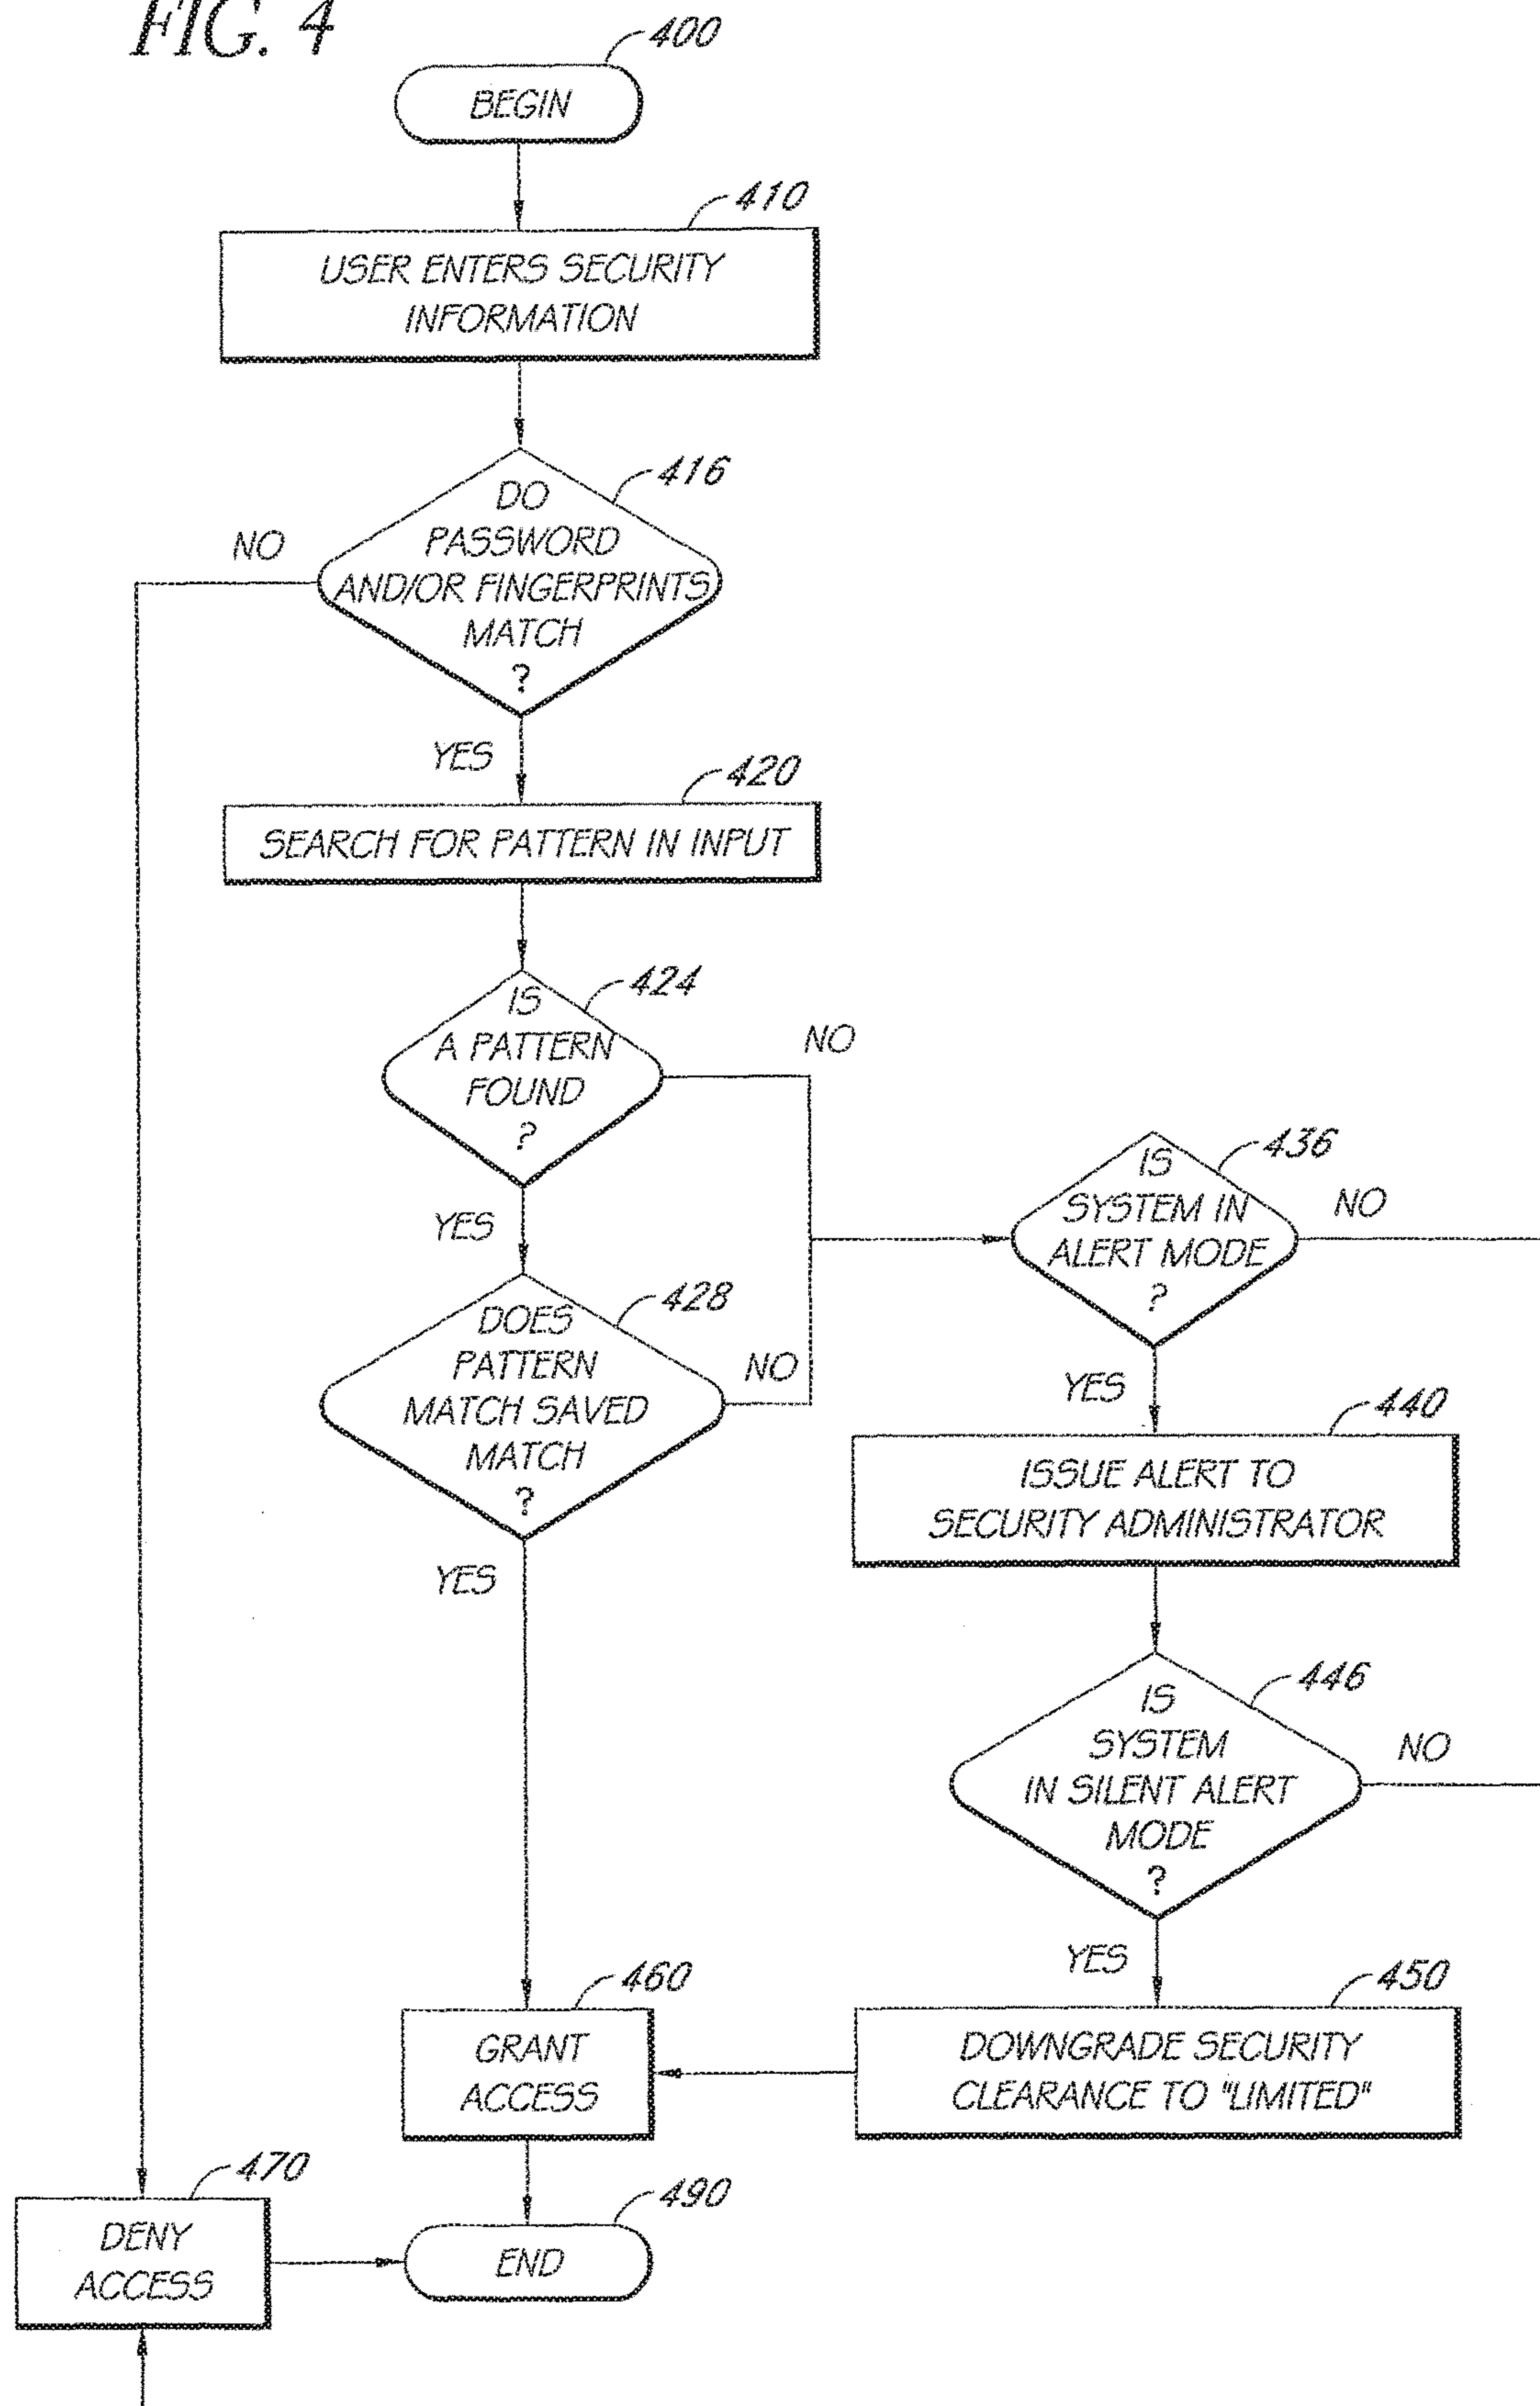 FIG. 4
400
BEGIN
410
USER ENTERS SECURITY
INFORMATION
416
DO
PASSWORD
AND/OR FINGERPRINTS
MATCH
?
NO
YES
420
SEARCH FOR PATTERN IN INPUT
424
IS
A PATTERN
FOUND
?
NO
YES
428
DOES
PATTERN
MATCH SAVED
MATCH
?
NO
YES
436
IS
SYSTEM IN
ALERT MODE
?
NO
YES
440
ISSUE ALERT TO
SECURITY ADMINISTRATOR
446
IS
SYSTEM
IN SILENT ALERT
MODE
?
NO
YES
450
DOWNGRADE SECURITY
CLEARANCE TO "LIMITED"
460
GRANT
ACCESS
470
DENY
ACCESS
490
END